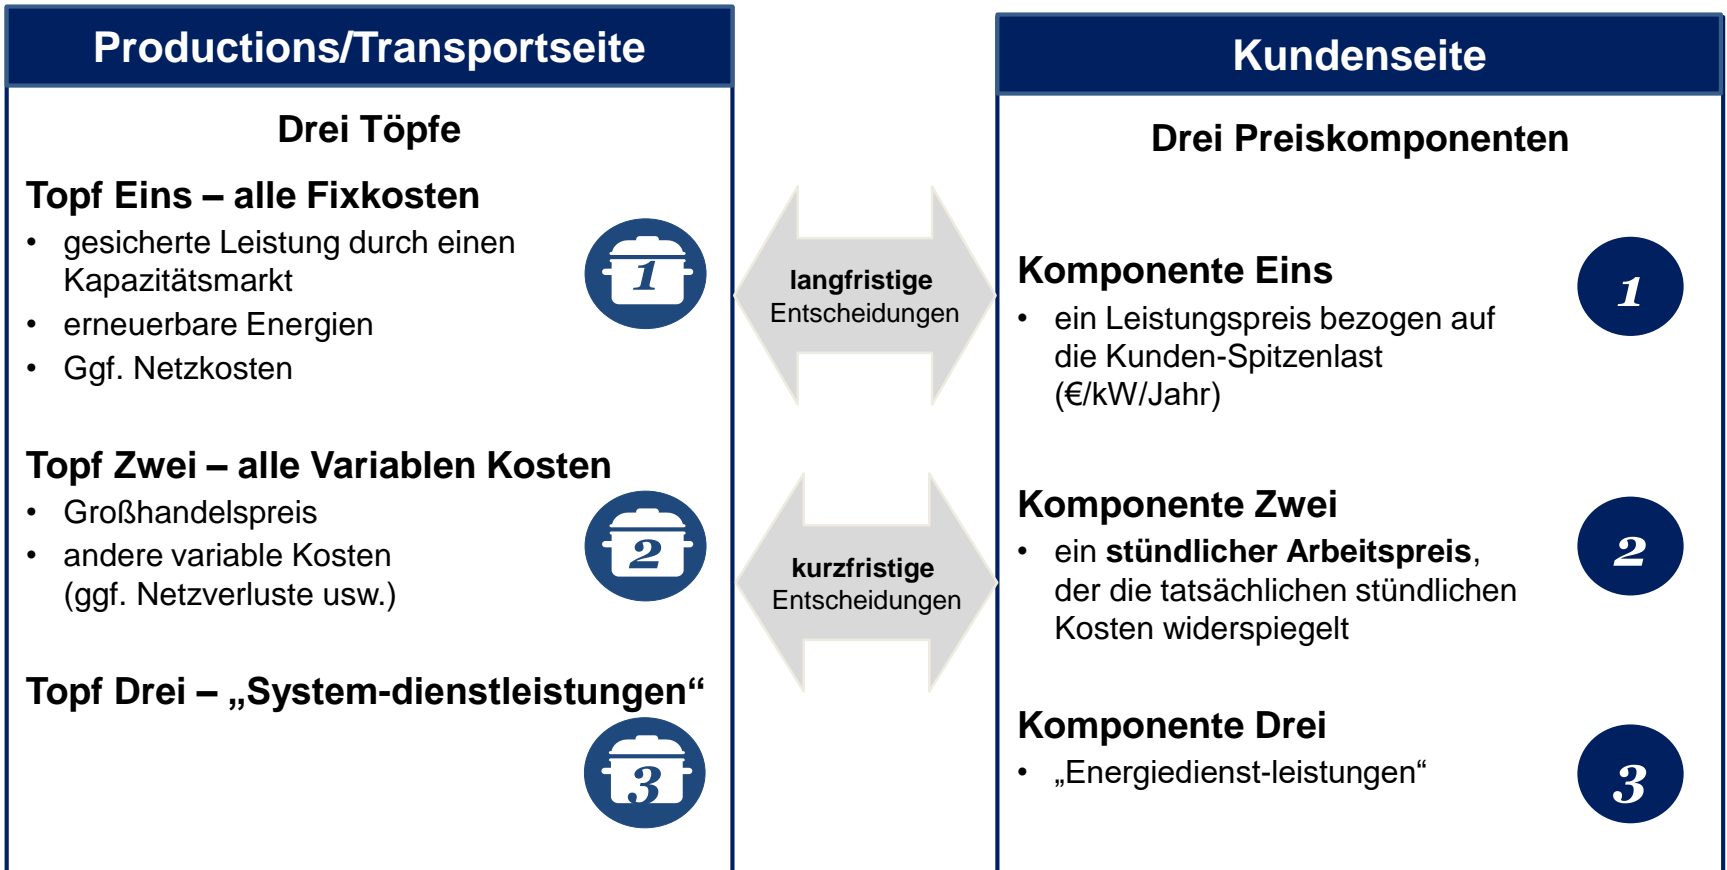 Productions/Transportseite
Drei Töpfe
Topf Eins – alle Fixkosten
• gesicherte Leistung durch einen
Kapazitätsmarkt
• erneuerbare Energien
• Ggf. Netzkosten
1
Topf Zwei – alle Variablen Kosten
• Großhandelspreis
• andere variable Kosten
(ggf. Netzverluste usw.)
2
Topf Drei – „System-dienstleistungen“
3
langfristige
Entscheidungen
kurzfristige
Entscheidungen
Kundenseite
Drei Preiskomponenten
Komponente Eins
• ein Leistungspreis bezogen auf
die Kunden-Spitzenlast
(€/kW/Jahr)
1
Komponente Zwei
• ein stündlicher Arbeitspreis,
der die tatsächlichen stündlichen
Kosten widerspiegelt
2
Komponente Drei
• „Energiedienst-leistungen“
3